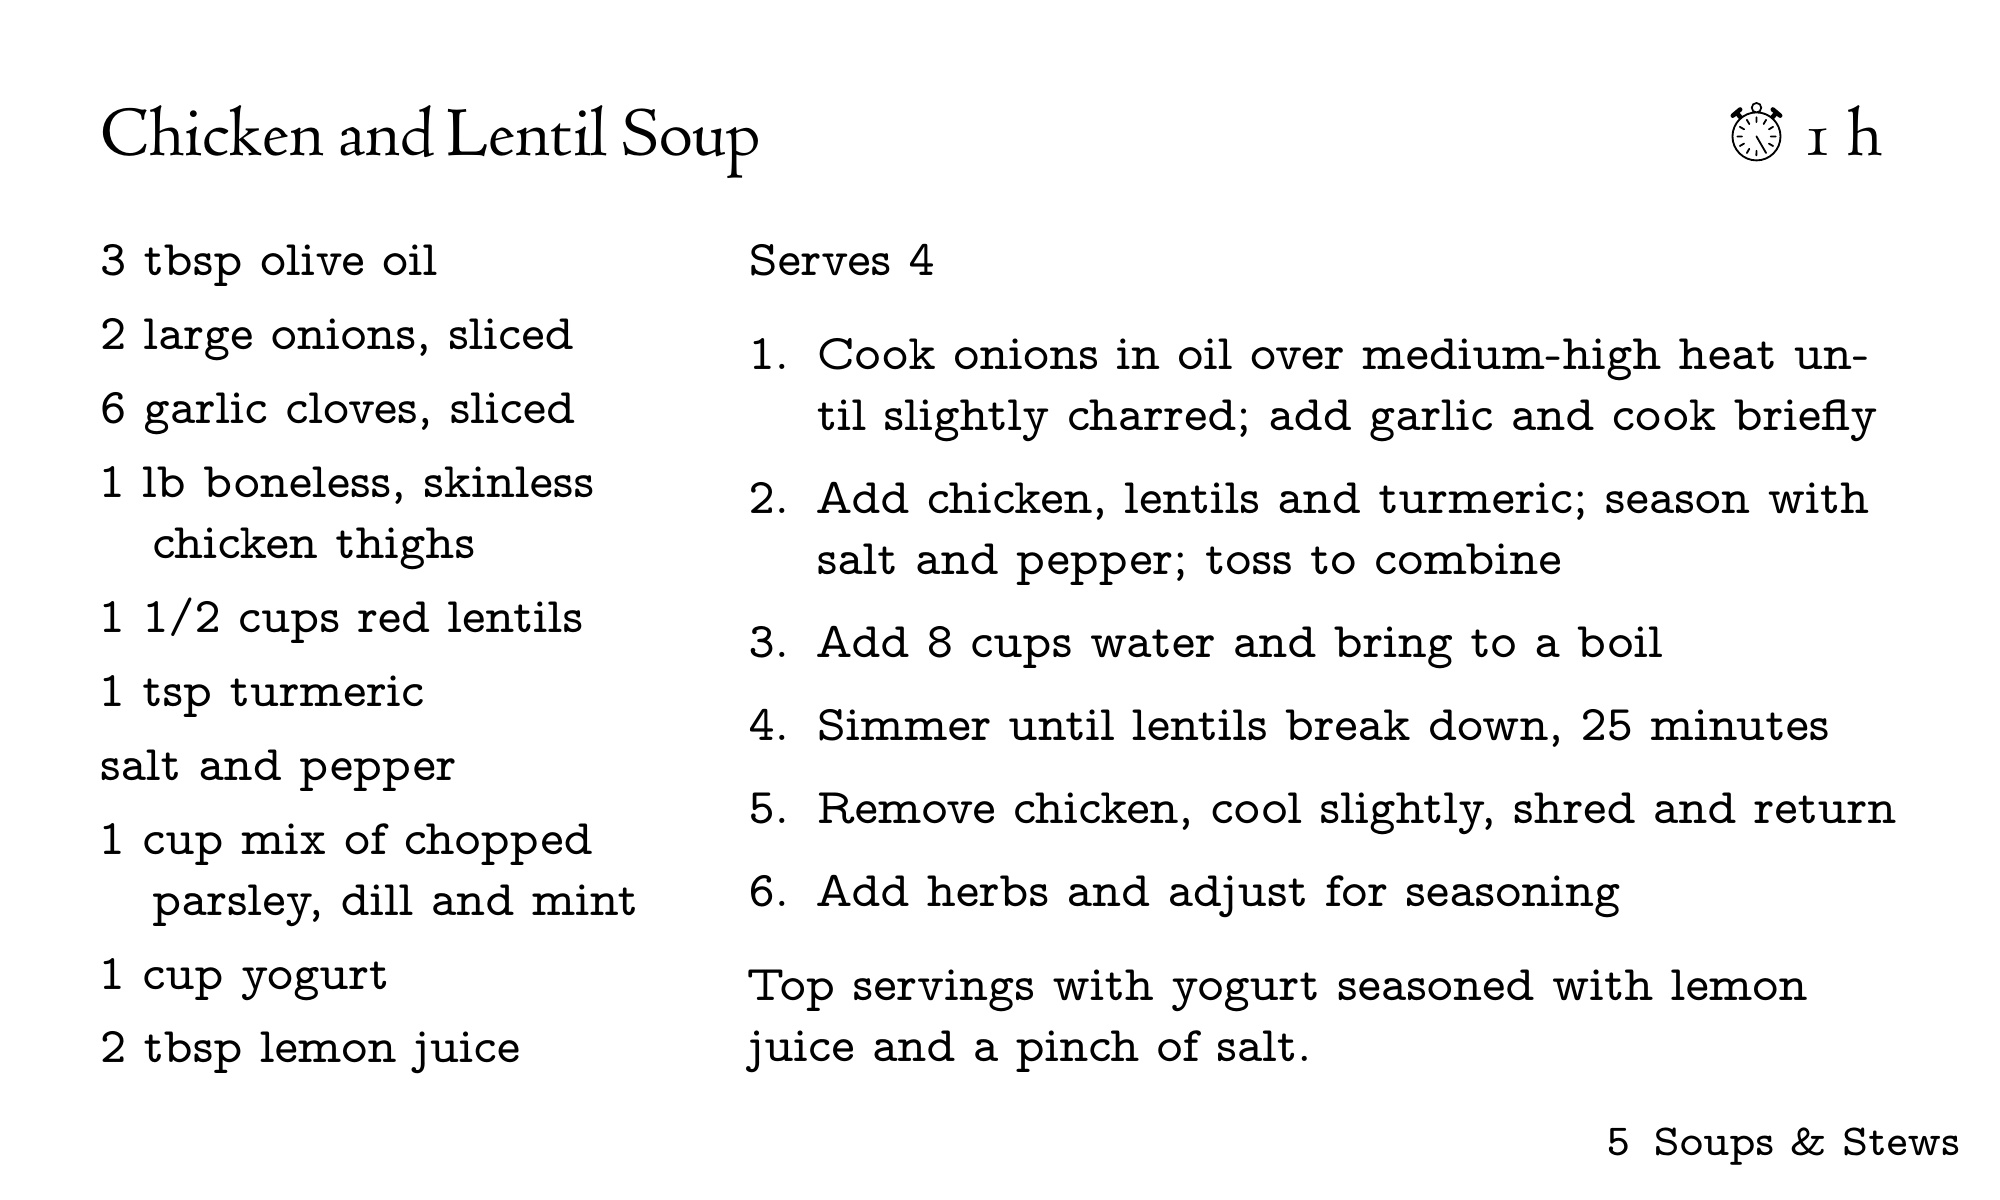 Chicken and Lentil Soup
1 h
3 tbsp olive oil
2 large onions, sliced
6 garlic cloves, sliced
1 lb boneless, skinless
chicken thighs
1 1/2 cups red lentils
1 tsp turmeric
salt and pepper
1 cup mix of chopped
parsley, dill and mint
1 cup yogurt
2 tbsp lemon juice
Serves 4
1. Cook onions in oil over medium-high heat un-
til slightly charred; add garlic and cook briefly
2. Add chicken, lentils and turmeric; season with
salt and pepper; toss to combine
3. Add 8 cups water and bring to a boil
4. Simmer until lentils break down, 25 minutes
5. Remove chicken, cool slightly, shred and return
6. Add herbs and adjust for seasoning
Top servings with yogurt seasoned with lemon
juice and a pinch of salt.
5 Soups & Stews